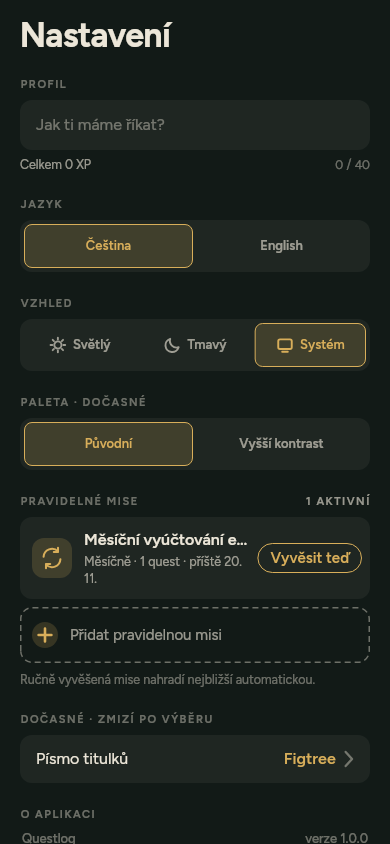 Nastavení
PROFIL
Jak ti máme říkat?
Celkem 0 XP 0 / 40
JAZYK
Čeština English
VZHLED
Světlý Tmavý Systém
PALETA · DOČASNÉ
Původní Vyšší kontrast
PRAVIDELNÉ MISE 1 AKTIVNÍ
Měsíční vyúčtování e...
Měsíčně · 1 quest · příště 20.
11.
Vyvěsit teď
Přidat pravidelnou misi
Ručně vyvěšená mise nahradí nejbližší automatickou.
DOČASNÉ · ZMIZÍ PO VÝBĚRU
Písmo titulků Figtree
O APLIKACI
Questlog verze 1.0.0